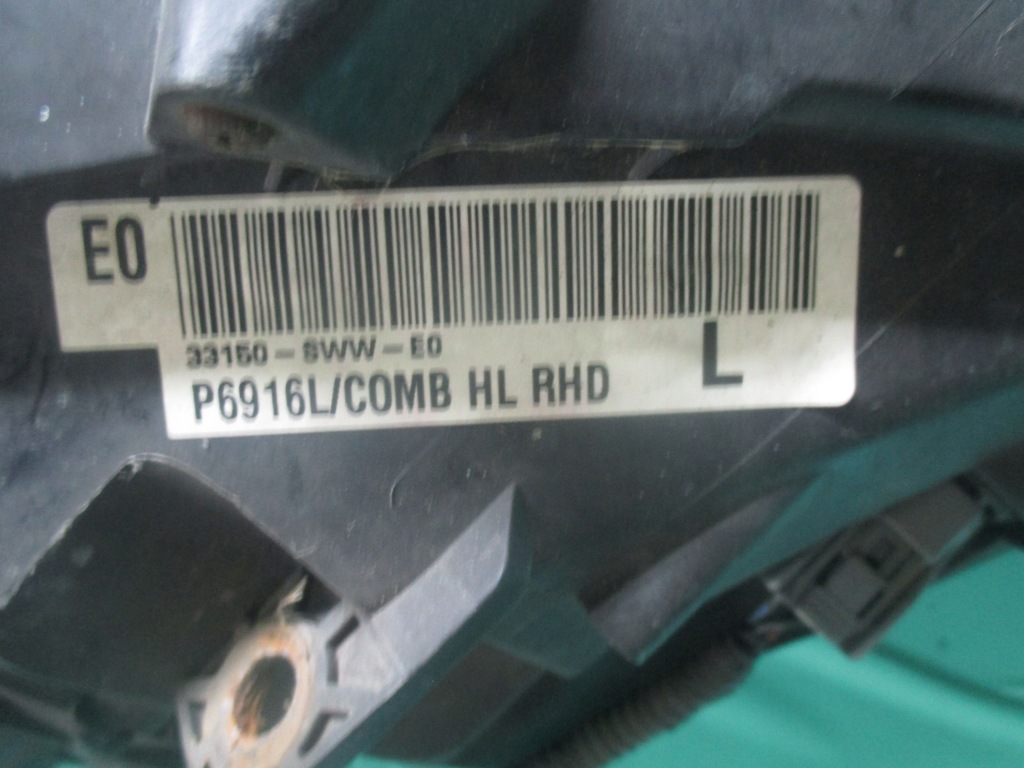 E0
33150-SWW-E0
P6916L/COMB HL RHD
L